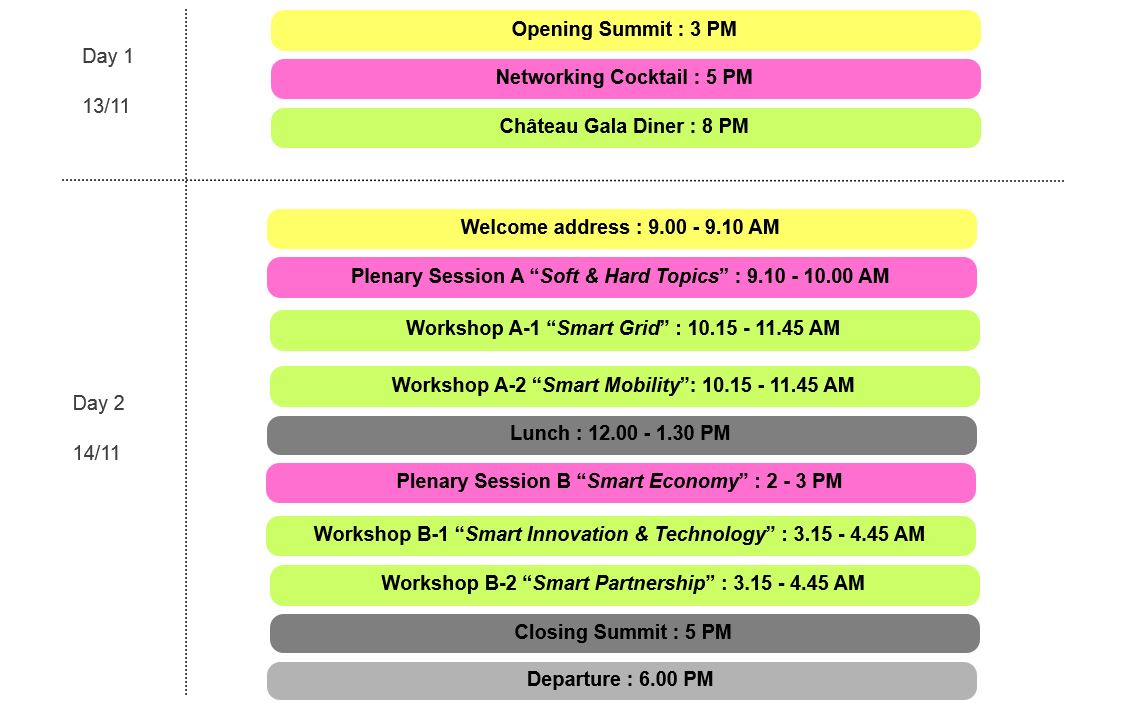 Day 1
13/11
Opening Summit : 3 PM
Networking Cocktail : 5 PM
Château Gala Diner : 8 PM
Day 2
14/11
Welcome address : 9.00 - 9.10 AM
Plenary Session A “Soft & Hard Topics” : 9.10 - 10.00 AM
Workshop A-1 “Smart Grid” : 10.15 - 11.45 AM
Workshop A-2 “Smart Mobility”: 10.15 - 11.45 AM
Lunch : 12.00 - 1.30 PM
Plenary Session B “Smart Economy” : 2 - 3 PM
Workshop B-1 “Smart Innovation & Technology” : 3.15 - 4.45 AM
Workshop B-2 “Smart Partnership” : 3.15 - 4.45 AM
Closing Summit : 5 PM
Departure : 6.00 PM